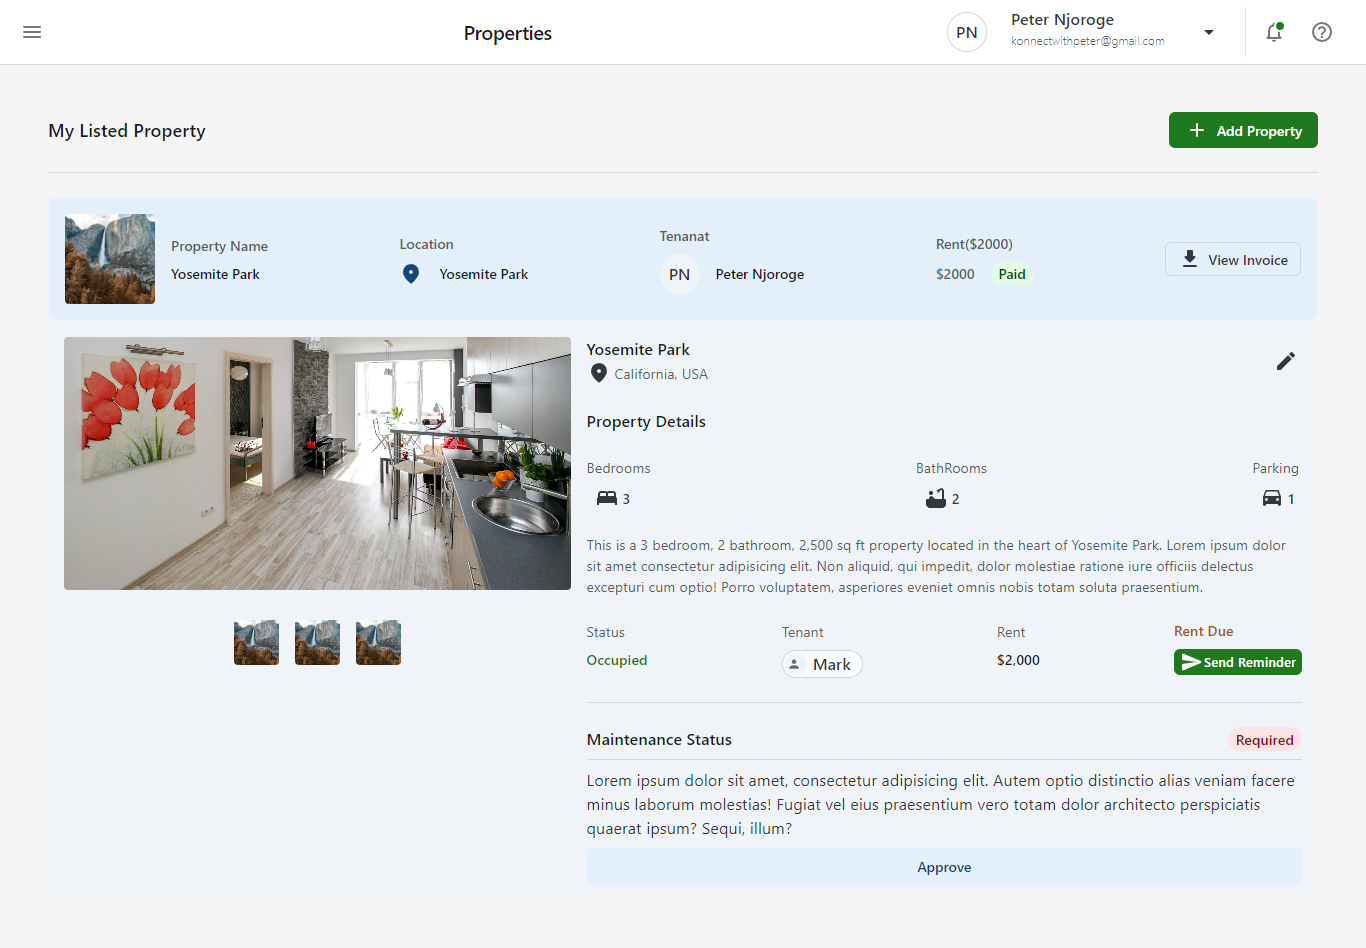 Properties
PN
Peter Njoroge
konnectwithpeter@gmail.com
My Listed Property
Add Property
Property Name
Yosemite Park
Location
Yosemite Park
Tenanat
PN
Peter Njoroge
Rent($2000)
$2000
Paid
View Invoice
Yosemite Park
California, USA
Property Details
Bedrooms
3
BathRooms
2
Parking
1
This is a 3 bedroom, 2 bathroom, 2,500 sq ft property located in the heart of Yosemite Park. Lorem ipsum dolor
sit amet consectetur adipisicing elit. Non aliquid, qui impedit, dolor molestiae ratione iure officiis delectus
excepturi cum optio! Porro voluptatem, asperiores eveniet omnis nobis totam soluta praesentium.
Status
Occupied
Tenant
Mark
Rent
$2,000
Rent Due
Send Reminder
Maintenance Status
Required
Lorem ipsum dolor sit amet, consectetur adipisicing elit. Autem optio distinctio alias veniam facere
minus laborum molestias! Fugiat vel eius praesentium vero totam dolor architecto perspiciatis
quaerat ipsum? Sequi, illum?
Approve